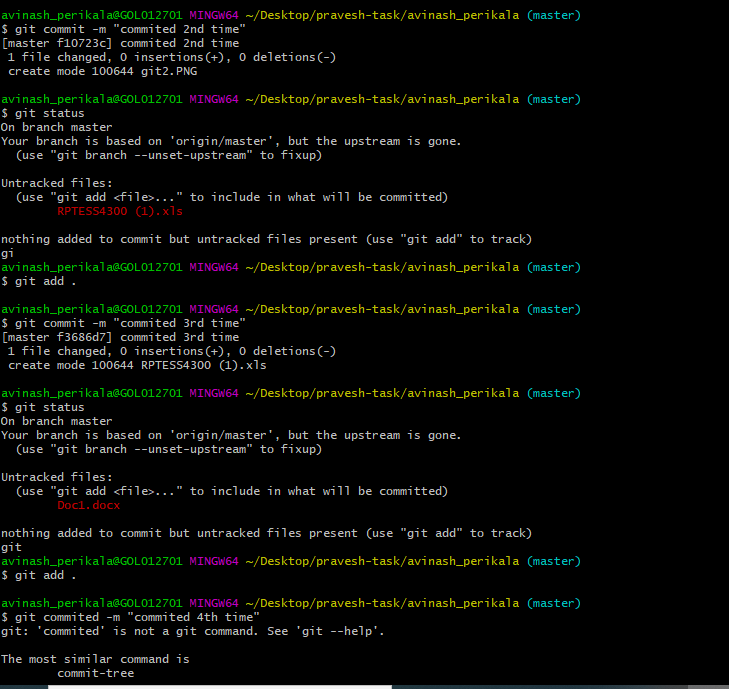 avinash_perikala@GOL012701 MINGW64 ~/Desktop/pravesh-task/avinash_perikala (master)
$ git commit -m "commited 2nd time"
[master f10723c] commited 2nd time
 1 file changed, 0 insertions(+), 0 deletions(-)
 create mode 100644 git2.PNG

avinash_perikala@GOL012701 MINGW64 ~/Desktop/pravesh-task/avinash_perikala (master)
$ git status
On branch master
Your branch is based on 'origin/master', but the upstream is gone.
  (use "git branch --unset-upstream" to fixup)

Untracked files:
  (use "git add <file>..." to include in what will be committed)
        RPTESS4300 (1).xls

nothing added to commit but untracked files present (use "git add" to track)
gi
avinash_perikala@GOL012701 MINGW64 ~/Desktop/pravesh-task/avinash_perikala (master)
$ git add .

avinash_perikala@GOL012701 MINGW64 ~/Desktop/pravesh-task/avinash_perikala (master)
$ git commit -m "commited 3rd time"
[master f3686d7] commited 3rd time
 1 file changed, 0 insertions(+), 0 deletions(-)
 create mode 100644 RPTESS4300 (1).xls

avinash_perikala@GOL012701 MINGW64 ~/Desktop/pravesh-task/avinash_perikala (master)
$ git status
On branch master
Your branch is based on 'origin/master', but the upstream is gone.
  (use "git branch --unset-upstream" to fixup)

Untracked files:
  (use "git add <file>..." to include in what will be committed)
        Doc1.docx

nothing added to commit but untracked files present (use "git add" to track)
git
avinash_perikala@GOL012701 MINGW64 ~/Desktop/pravesh-task/avinash_perikala (master)
$ git add .

avinash_perikala@GOL012701 MINGW64 ~/Desktop/pravesh-task/avinash_perikala (master)
$ git commited -m "commited 4th time"
git: 'commited' is not a git command. See 'git --help'.

The most similar command is
        commit-tree